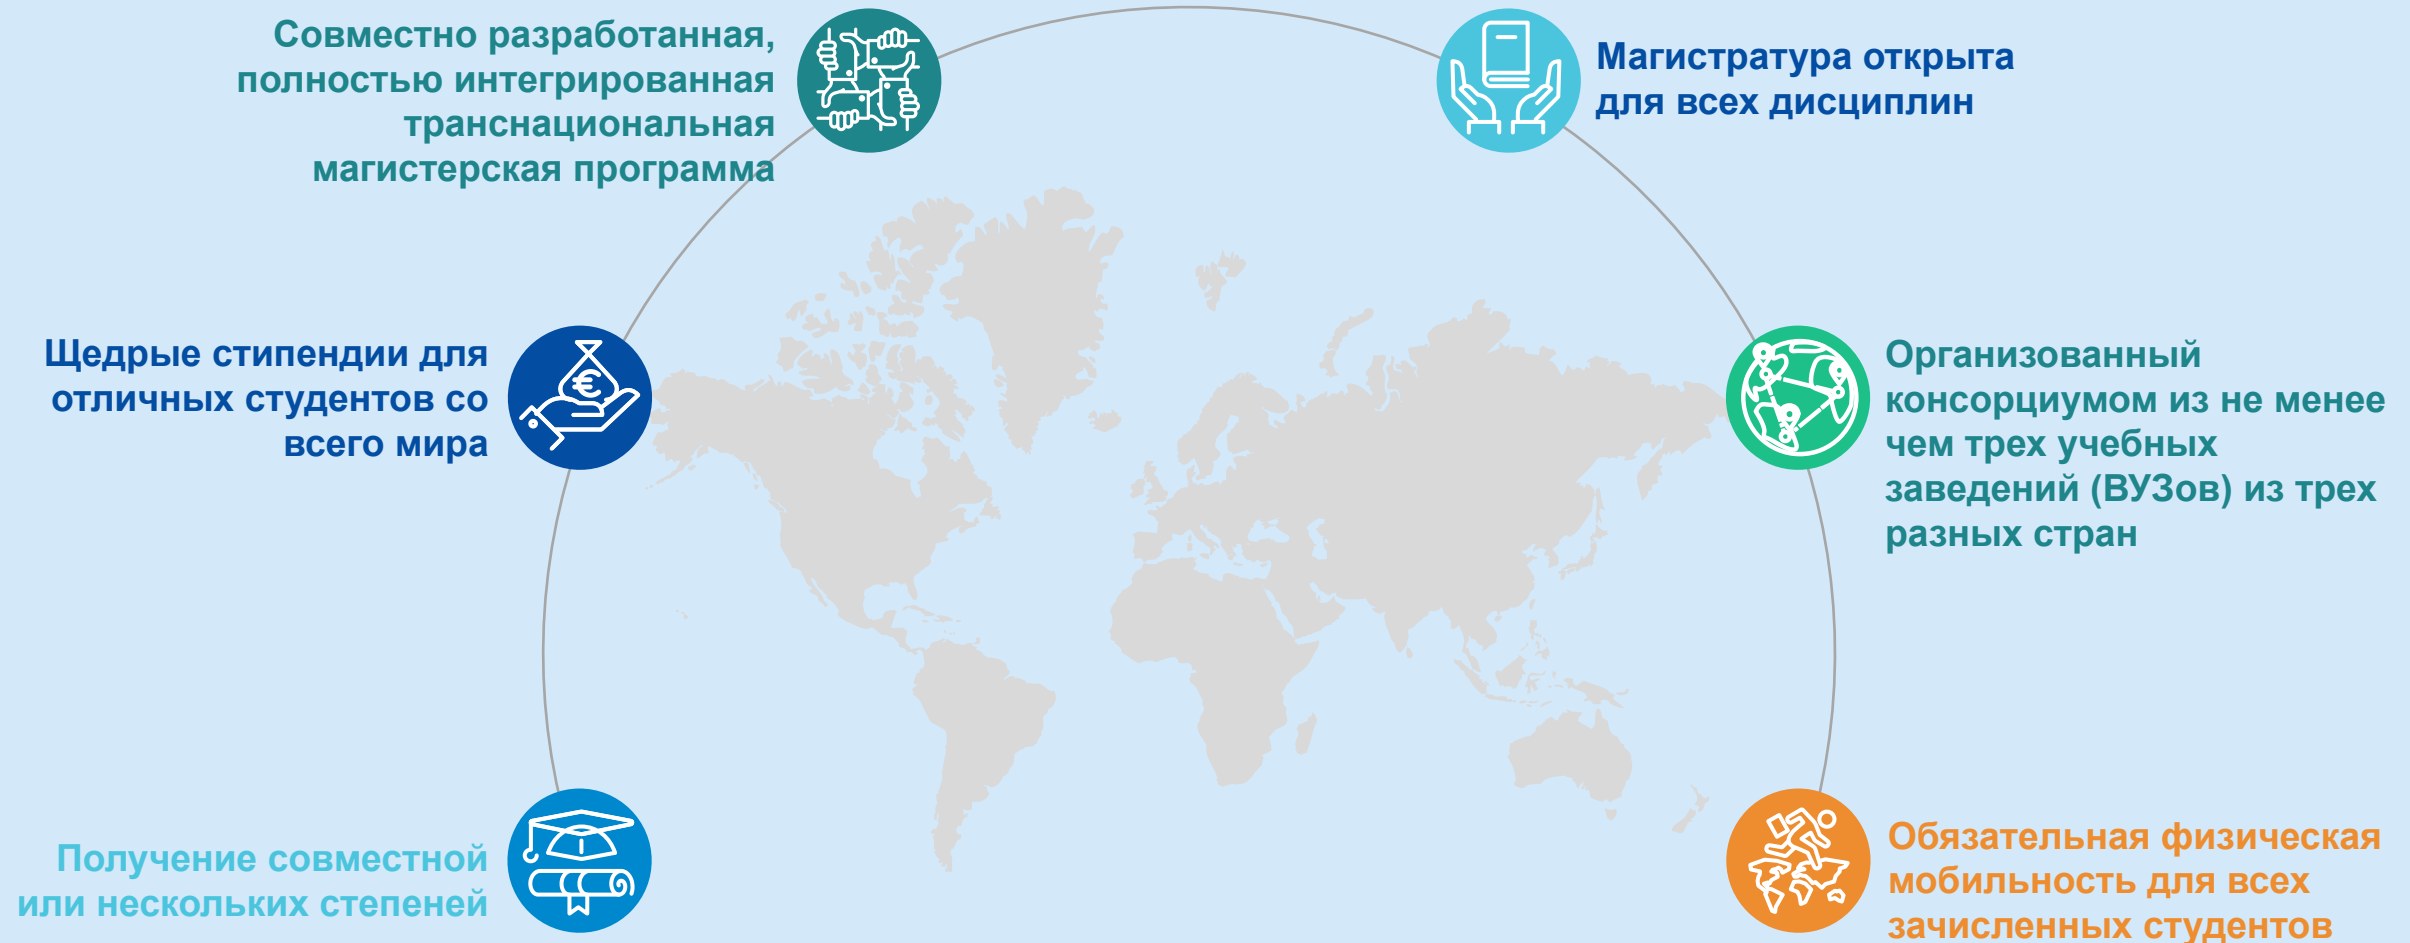 Совместно разработанная,
полностью интегрированная
транснациональная
магистерская программа
Магистратура открыта
для всех дисциплин
Щедрые стипендии для
отличных студентов со
всего мира
Организованный
консорциумом из не менее
чем трех учебных
заведений (ВУЗов) из трех
разных стран
Получение совместной
или нескольких степеней
Обязательная физическая
мобильность для всех
зачисленных студентов